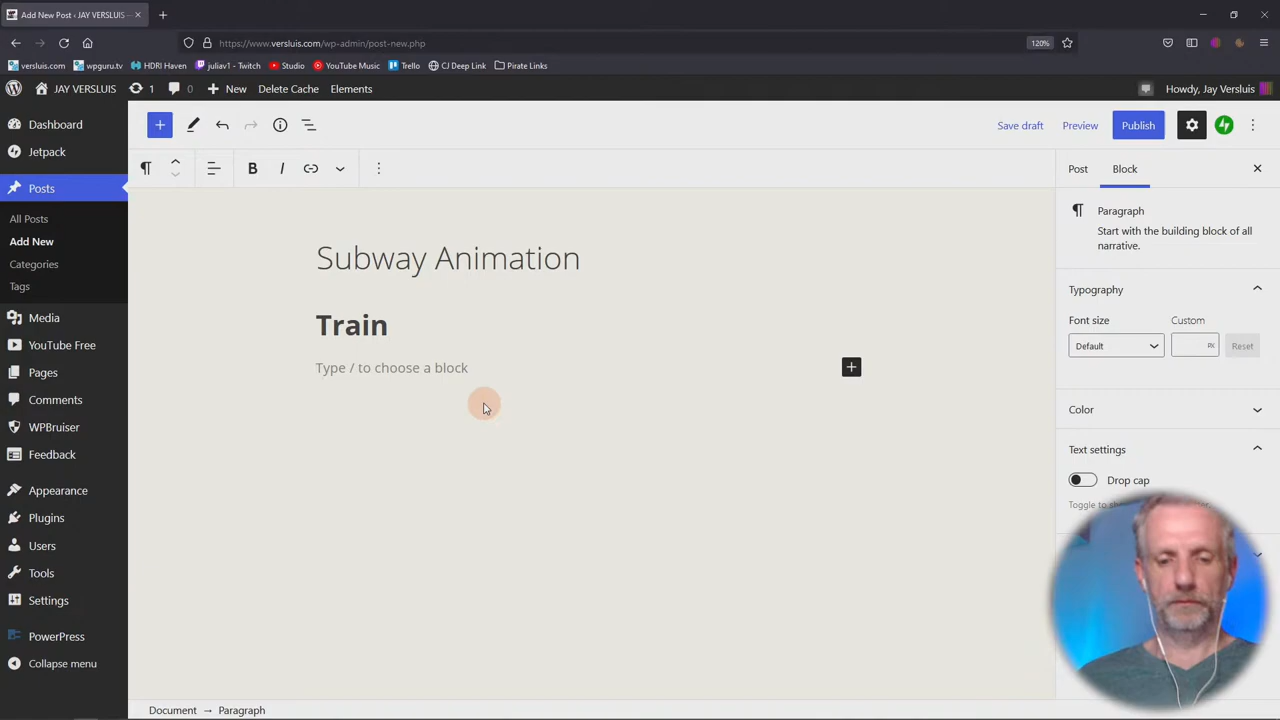 Add New Post ‹ JAY VERSLUIS —
https://www.versluis.com/wp-admin/post-new.php
120%
versluis.com
wpguru.tv
HDRI Haven
juliav1 - Twitch
Studio
YouTube Music
Trello
CJ Deep Link
Pirate Links
JAY VERSLUIS
1
0
New
Delete Cache
Elements
Howdy, Jay Versluis
Dashboard
Jetpack
Posts
All Posts
Add New
Categories
Tags
Media
YouTube Free
Pages
Comments
WPBruiser
Feedback
Appearance
Plugins
Users
Tools
Settings
PowerPress
Collapse menu
Save draft
Preview
Publish
B
I
Subway Animation
Train
Type / to choose a block
Post
Block
Paragraph
Start with the building block of all
narrative.
Typography
Font size
Custom
Default
PX
Reset
Color
Text settings
Drop cap
Toggle to
Document → Paragraph